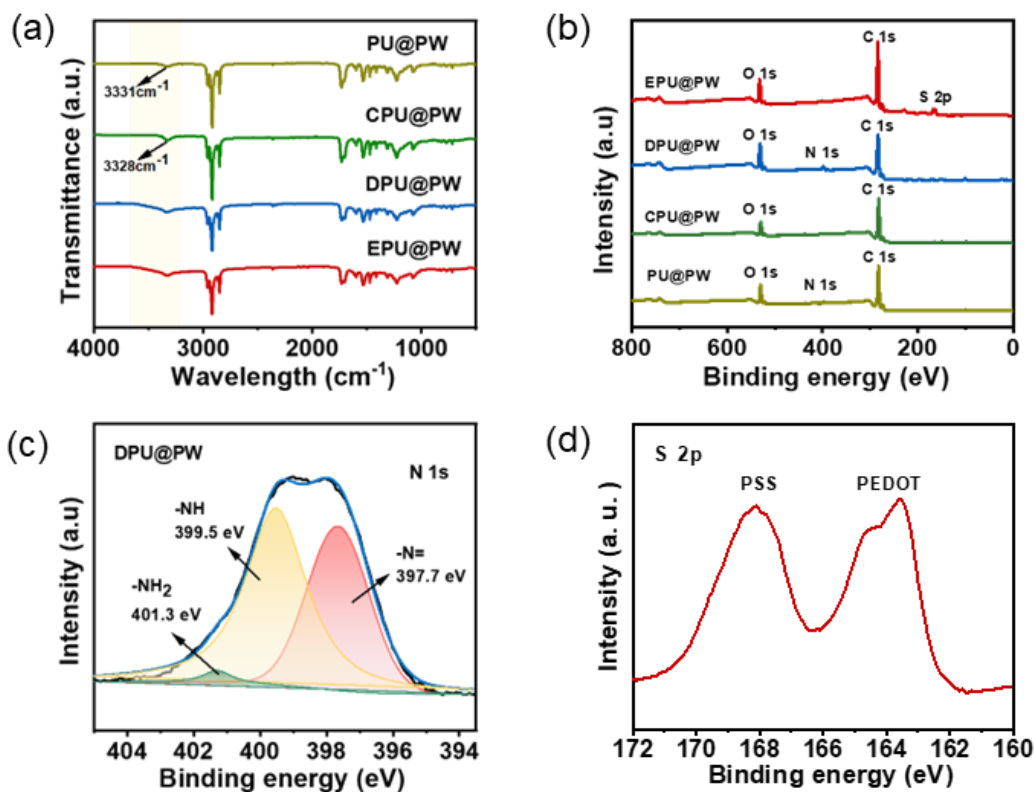 (a)
PU@PW
3331cm⁻¹
CPU@PW
3328cm⁻¹
DPU@PW
EPU@PW
Transmittance (a.u.)
4000 3000 2000 1000
Wavelength (cm⁻¹)
(b)
C 1s
EPU@PW O 1s
S 2p
C 1s
DPU@PW O 1s
N 1s
C 1s
CPU@PW O 1s
C 1s
PU@PW O 1s N 1s
Intensity (a.u)
800 600 400 200 0
Binding energy (eV)
(c)
DPU@PW
N 1s
-NH
399.5 eV
-N=
397.7 eV
-NH₂
401.3 eV
Intensity (a.u)
404 402 400 398 396 394
Binding energy (eV)
(d)
S 2p
PSS PEDOT
Intensity (a. u. )
172 170 168 166 164 162 160
Binding energy (eV)